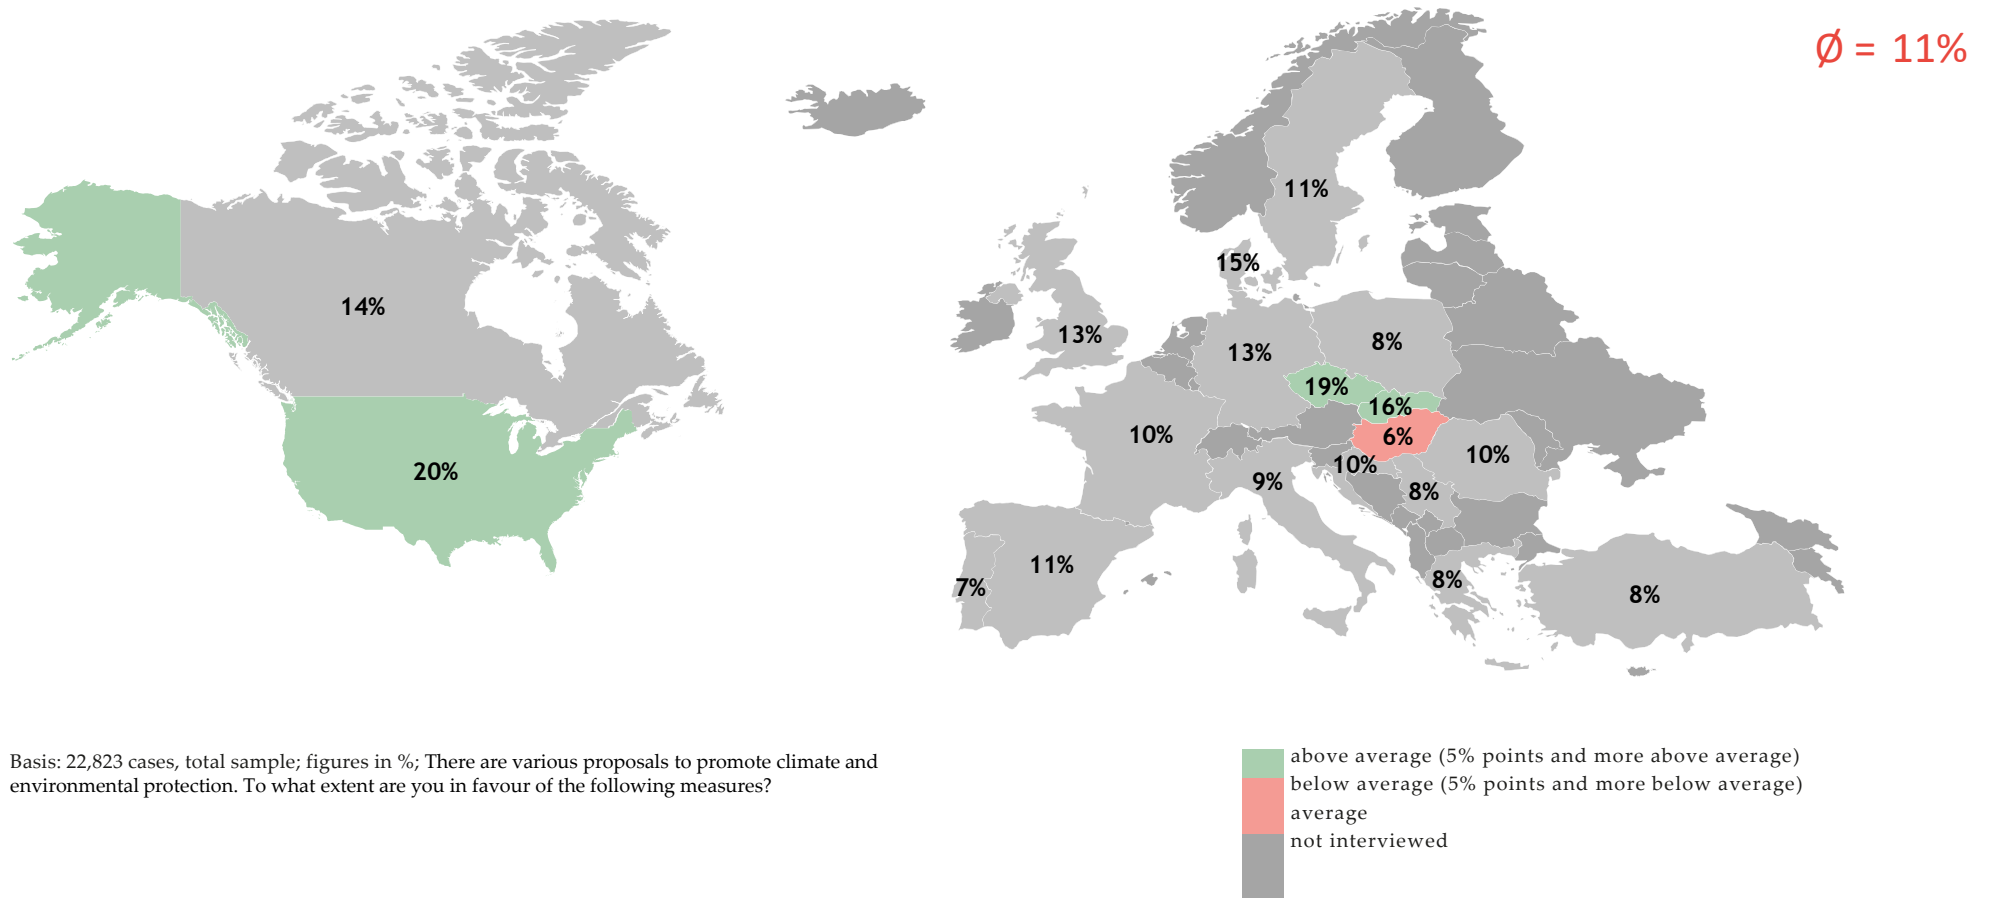 Ø = 11%
11%
15%
14%
13%
13%
8%
19%
16%
20%
10%
6%
10%
10%
9%
8%
11%
7%
8%
8%
Basis: 22,823 cases, total sample; figures in %; There are various proposals to promote climate and
environmental protection. To what extent are you in favour of the following measures?
above average (5% points and more above average)
below average (5% points and more below average)
average
not interviewed